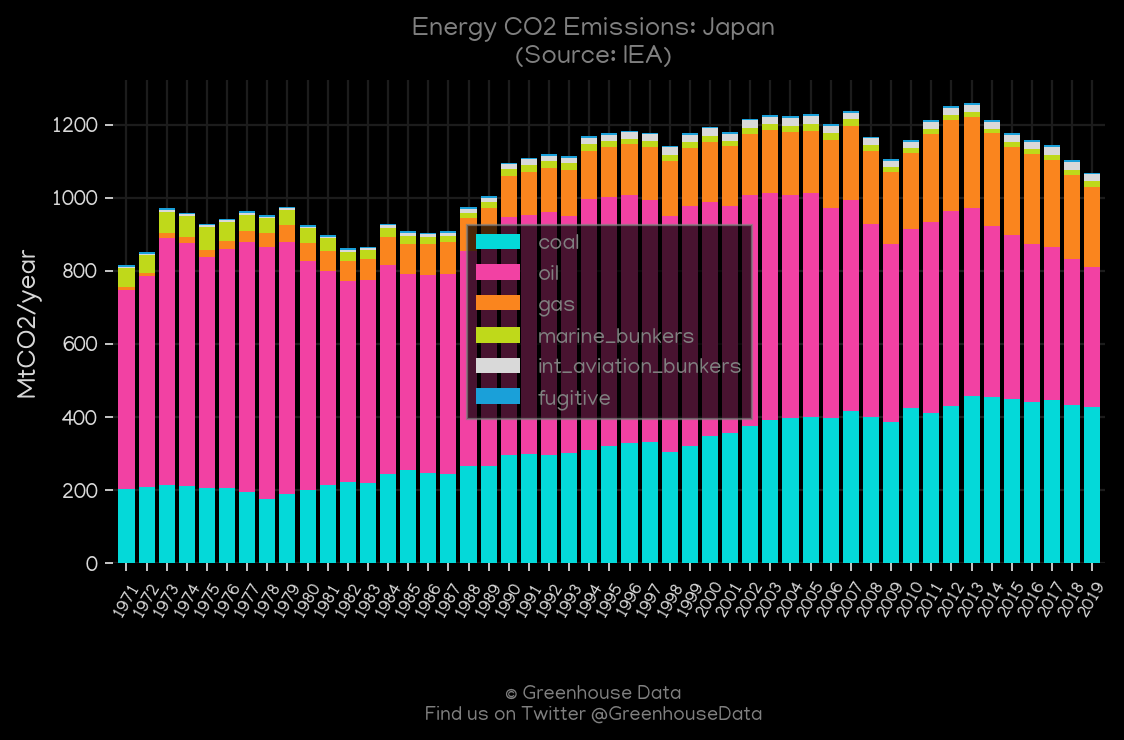 Energy CO2 Emissions: Japan
(Source: IEA)
MtCO2/year
1200
1000
800
600
400
200
0
coal
oil
gas
marine_bunkers
int_aviation_bunkers
fugitive
1971 1972 1973 1974 1975 1976 1977 1978 1979 1980 1981 1982 1983 1984 1985 1986 1987 1988 1989 1990 1991 1992 1993 1994 1995 1996 1997 1998 1999 2000 2001 2002 2003 2004 2005 2006 2007 2008 2009 2010 2011 2012 2013 2014 2015 2016 2017 2018 2019
© Greenhouse Data
Find us on Twitter @GreenhouseData